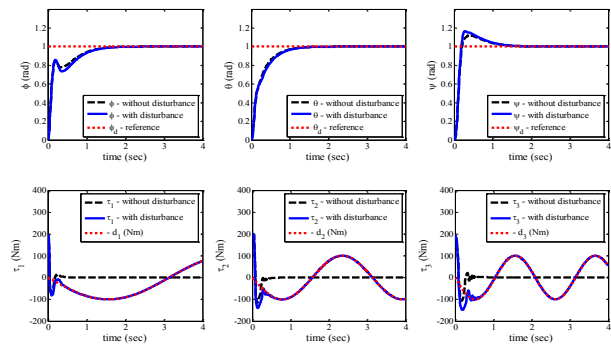 1.2
1
0.8
0.6
0.4
0.2
0
ϕ (rad)
ϕ - without disturbance
ϕ - with disturbance
ϕd - reference
0 1 2 3 4
time (sec)
1.2
1
0.8
0.6
0.4
0.2
0
θ (rad)
θ - without disturbance
θ - with disturbance
θd - reference
0 1 2 3 4
time (sec)
1.2
1
0.8
0.6
0.4
0.2
0
ψ (rad)
ψ - without disturbance
ψ - with disturbance
ψd - reference
0 1 2 3 4
time (sec)
400
300
200
100
0
-100
-200
τ1 (Nm)
τ1 - without disturbance
τ1 - with disturbance
- d1 (Nm)
0 1 2 3 4
time (sec)
400
300
200
100
0
-100
-200
τ2 (Nm)
τ2 - without disturbance
τ2 - with disturbance
- d2 (Nm)
0 1 2 3 4
time (sec)
400
300
200
100
0
-100
-200
τ3 (Nm)
τ3 - without disturbance
τ3 - with disturbance
- d3 (Nm)
0 1 2 3 4
time (sec)